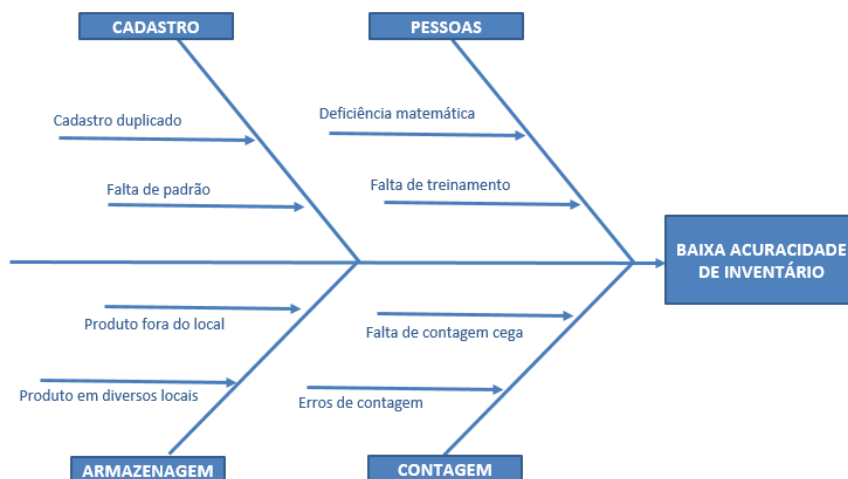 CADASTRO
PESSOAS
Cadastro duplicado
Deficiência matemática
Falta de padrão
Falta de treinamento
BAIXA ACURACIDADE
DE INVENTÁRIO
Produto fora do local
Falta de contagem cega
Produto em diversos locais
Erros de contagem
ARMAZENAGEM
CONTAGEM